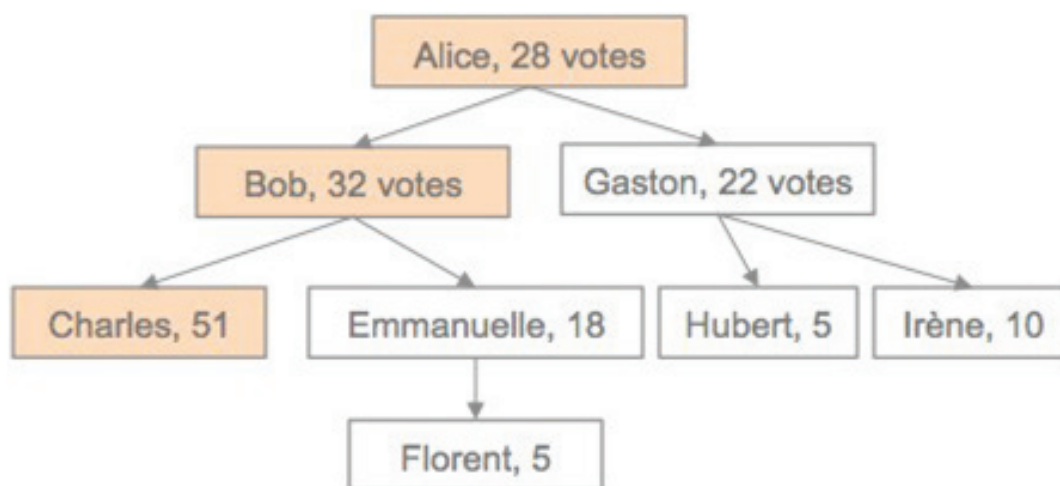 Alice, 28 votes
Bob, 32 votes
Gaston, 22 votes
Charles, 51
Emmanuelle, 18
Hubert, 5
Irène, 10
Florent, 5